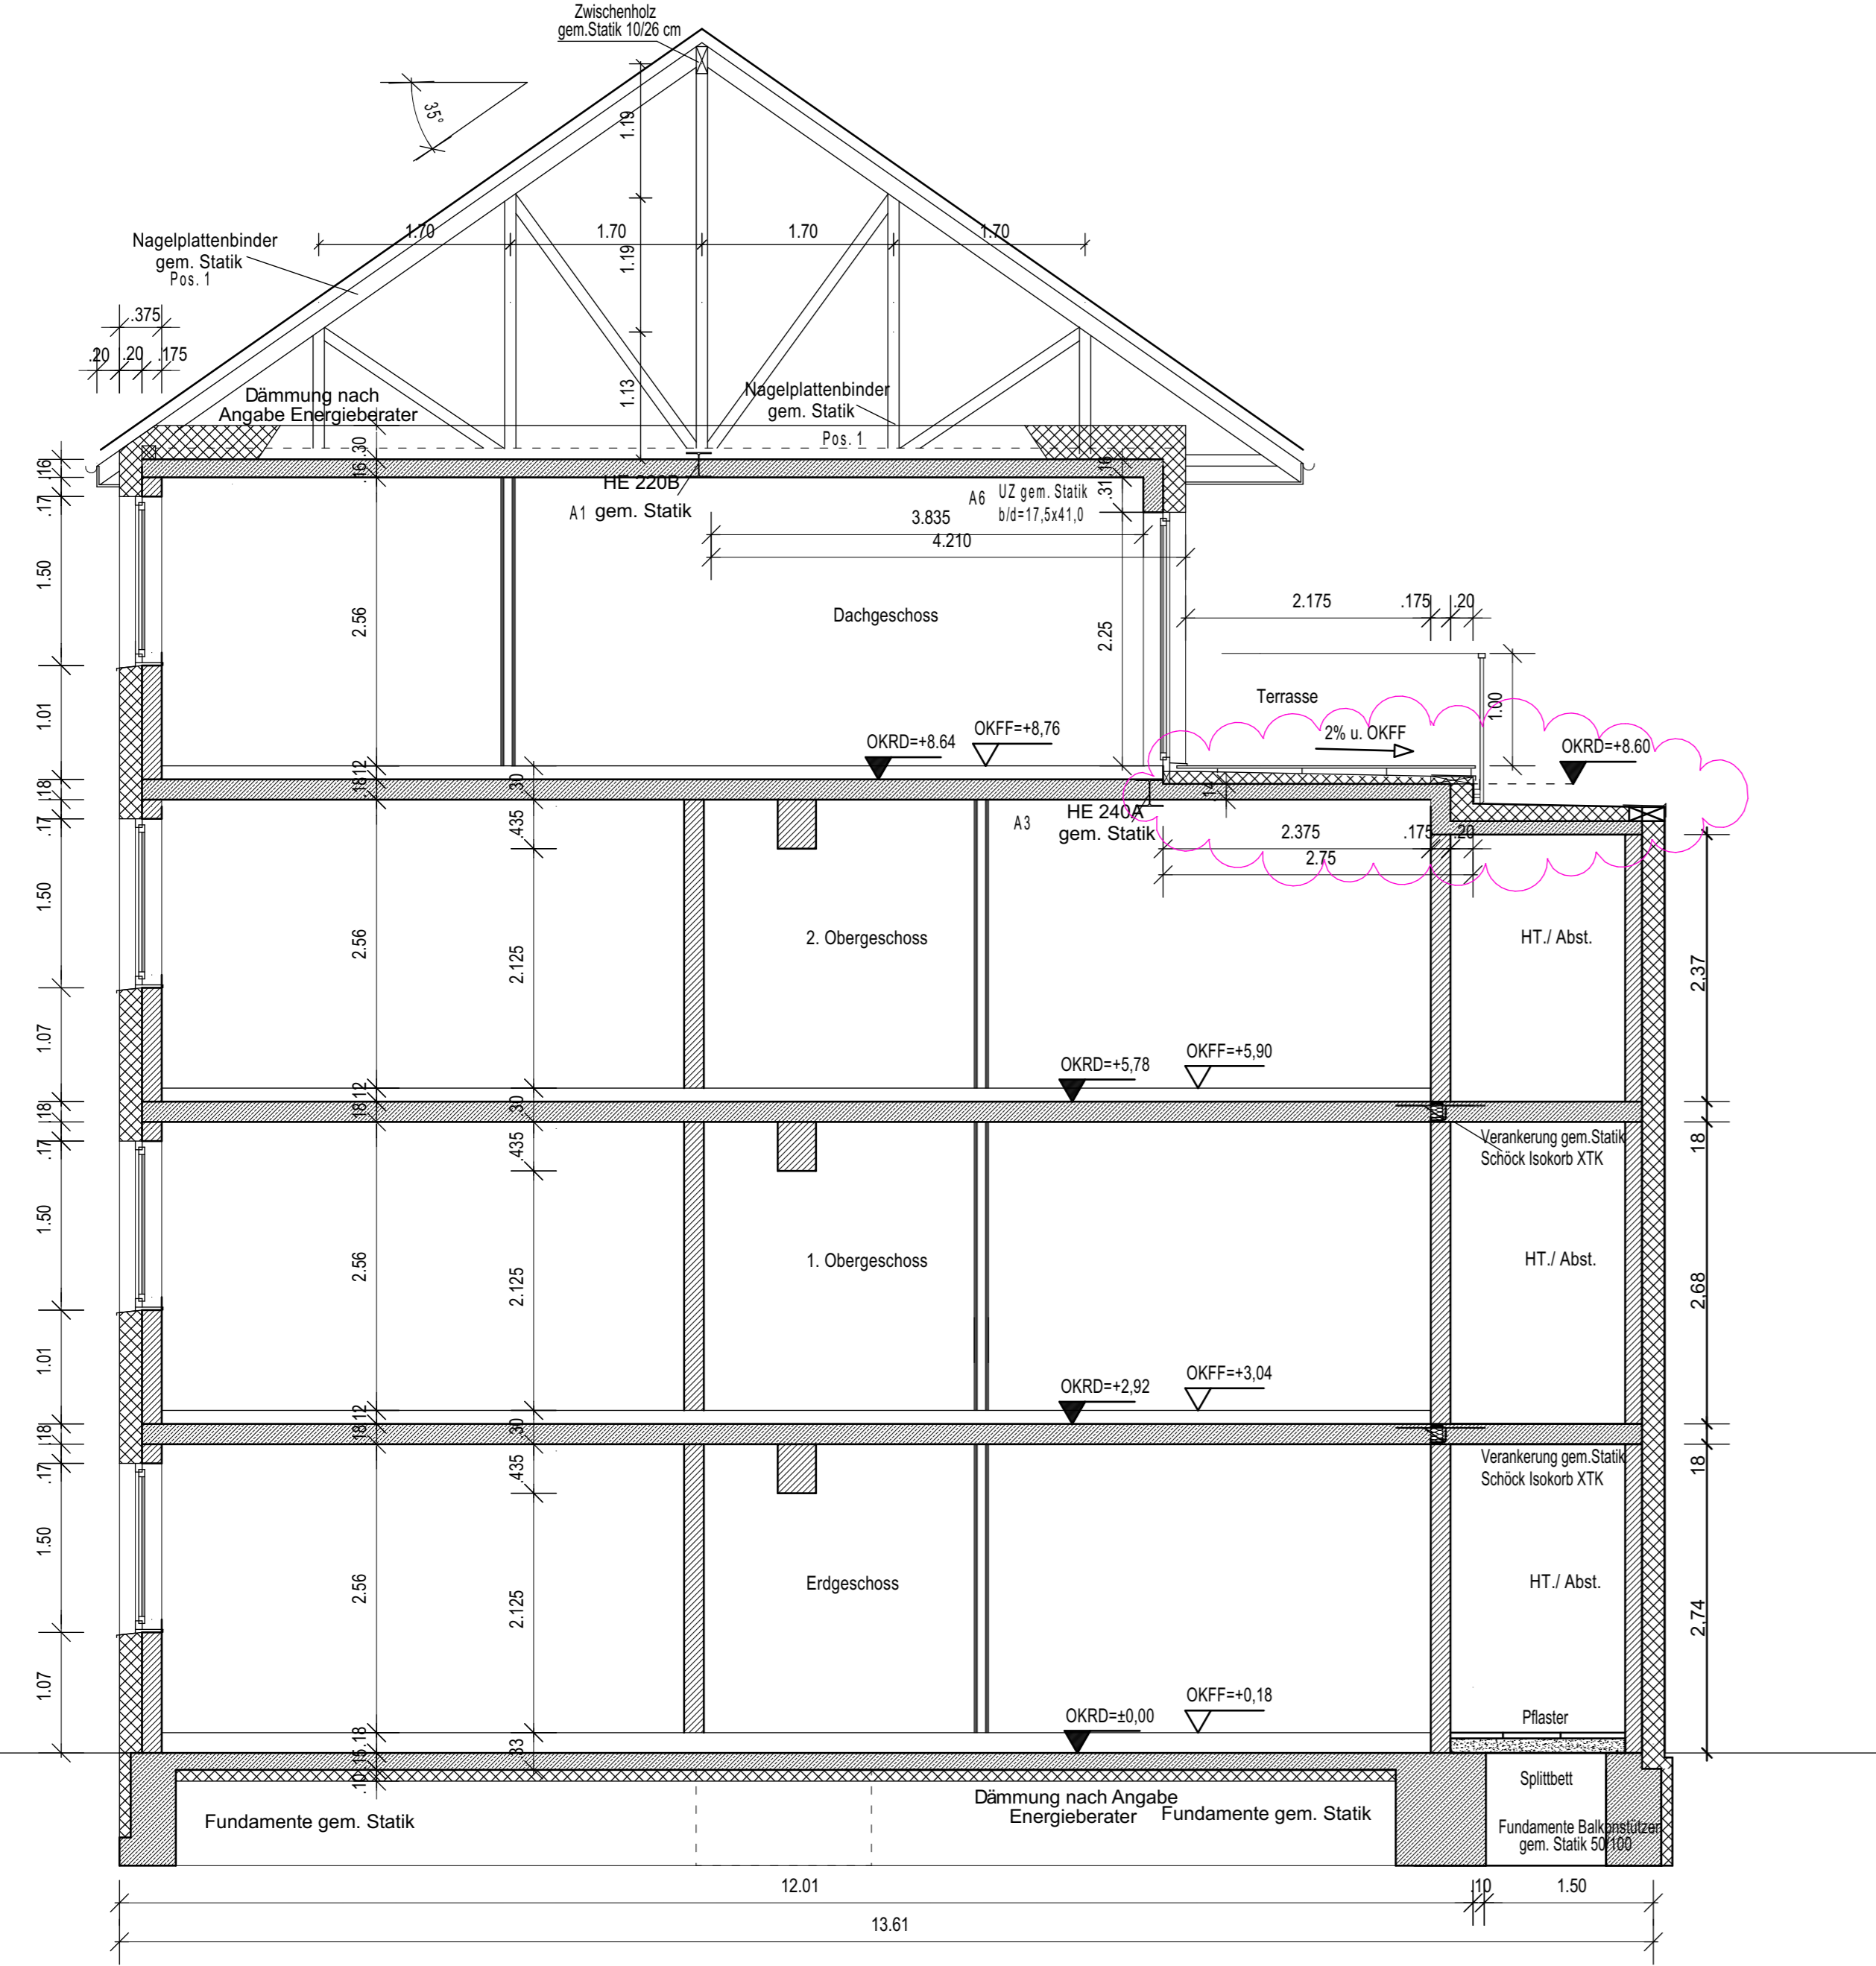 Zwischenholz
gem.Statik 10/26 cm
35°
1.19
Nagelplattenbinder
gem. Statik
Pos. 1
1.70
1.70
1.70
1.70
1.19
.375
.20
.20
.175
1.13
Dämmung nach
Angabe Energieberater
Nagelplattenbinder
gem. Statik
Pos. 1
.30
.16
.16
.16
.17
HE 220B
A1 gem. Statik
A6
UZ gem. Statik
b/d=17,5x41,0
.31
3.835
4.210
1.50
2.56
Dachgeschoss
2.25
2.175
.175
.20
1.01
Terrasse
1.00
2% u. OKFF
OKRD=+8.64
OKFF=+8,76
OKRD=+8.60
.18
12
18
.30
.14
.17
.435
A3
HE 240A
gem. Statik
2.375
.175
.20
2.75
1.50
2.56
2.125
2. Obergeschoss
HT./ Abst.
2,37
1.07
OKRD=+5,78
OKFF=+5,90
.18
12
18
.30
.17
.435
Verankerung gem.Statik
Schöck Isokorb XTK
18
1.50
2.56
2.125
1. Obergeschoss
HT./ Abst.
2,68
1.01
OKRD=+2,92
OKFF=+3,04
.18
12
18
.30
.17
.435
Verankerung gem.Statik
Schöck Isokorb XTK
18
1.50
2.56
2.125
Erdgeschoss
HT./ Abst.
2,74
1.07
OKRD=±0,00
OKFF=+0,18
Pflaster
.18
.15
.10
.33
Splittbett
Fundamente gem. Statik
Dämmung nach Angabe
Energieberater
Fundamente gem. Statik
Fundamente Balkonstützen
gem. Statik 50/100
12.01
.10
1.50
13.61